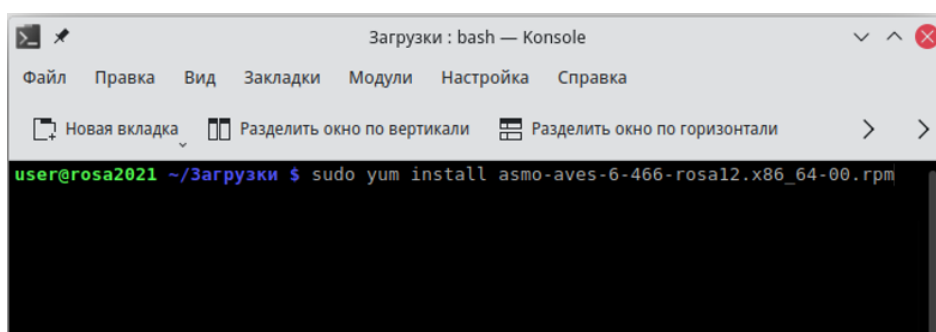 Загрузки : bash — Konsole
Файл Правка Вид Закладки Модули Настройка Справка
Новая вкладка Разделить окно по вертикали Разделить окно по горизонтали
user@rosa2021 ~/Загрузки $ sudo yum install asmo-aves-6-466-rosa12.x86_64-00.rpm